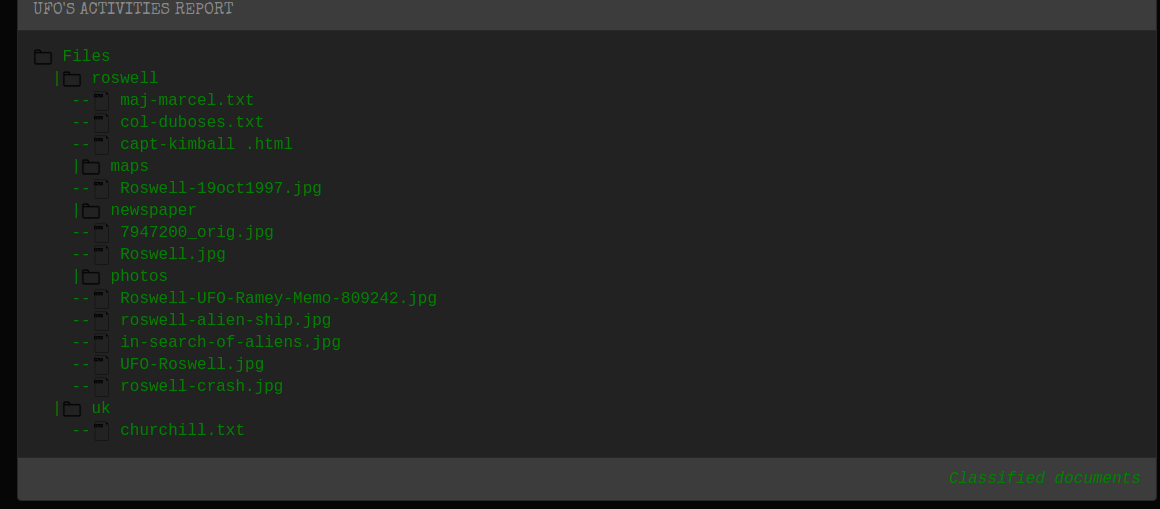 UFO'S ACTIVITIES REPORT
Files
|roswell
--maj-marcel.txt
--col-duboses.txt
--capt-kimball .html
|maps
--Roswell-19oct1997.jpg
|newspaper
--7947200_orig.jpg
--Roswell.jpg
|photos
--Roswell-UFO-Ramey-Memo-809242.jpg
--roswell-alien-ship.jpg
--in-search-of-aliens.jpg
--UFO-Roswell.jpg
--roswell-crash.jpg
|uk
--churchill.txt
Classified documents